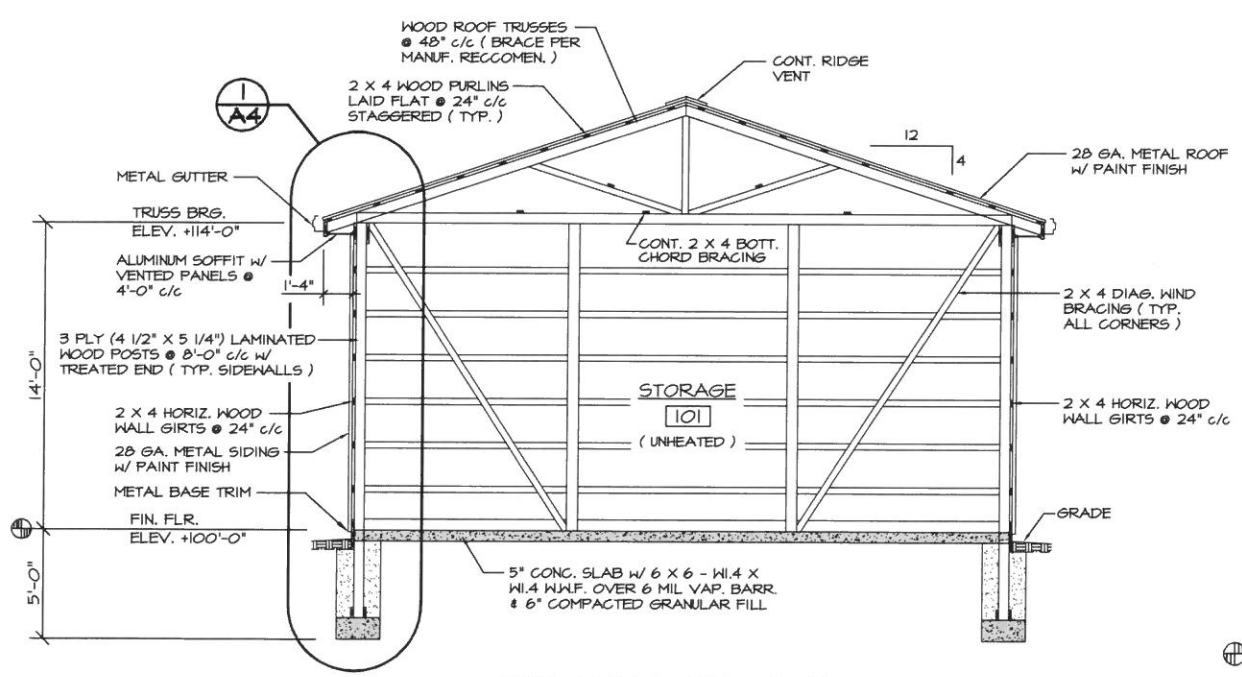 WOOD ROOF TRUSSES
@ 48" c/c ( BRACE PER
MANUF. RECCOMEN. )
CONT. RIDGE
VENT
2 X 4 WOOD PURLINS
LAID FLAT @ 24" c/c
STAGGERED ( TYP. )
1
A4
12
4
28 GA. METAL ROOF
w/ PAINT FINISH
METAL GUTTER
TRUSS BRG.
ELEV. +114'-0"
ALUMINUM SOFFIT w/
VENTED PANELS @
4'-0" c/c
1'-4"
CONT. 2 X 4 BOTT.
CHORD BRACING
2 X 4 DIAG. WIND
BRACING ( TYP.
ALL CORNERS )
3 PLY (4 1/2" X 5 1/4") LAMINATED
WOOD POSTS @ 8'-0" c/c w/
TREATED END ( TYP. SIDEWALLS )
14'-0"
STORAGE
101
( UNHEATED )
2 X 4 HORIZ. WOOD
WALL GIRTS @ 24" c/c
2 X 4 HORIZ. WOOD
WALL GIRTS @ 24" c/c
28 GA. METAL SIDING
w/ PAINT FINISH
METAL BASE TRIM
FIN. FLR.
ELEV. +100'-0"
GRADE
5'-0"
5" CONC. SLAB w/ 6 X 6 - W1.4 X
W1.4 W.W.F. OVER 6 MIL VAP. BARR.
& 6" COMPACTED GRANULAR FILL